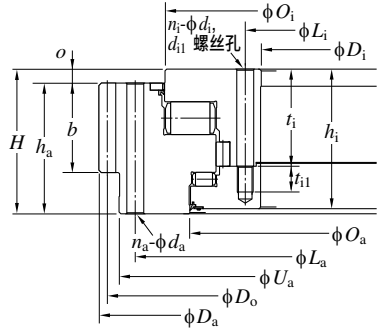 ϕOᵢ
nᵢ-ϕdᵢ,
dᵢ₁ 螺丝孔
ϕLᵢ
ϕDᵢ
o
b
H
hₐ
tᵢ
hᵢ
tᵢ₁
nₐ-ϕdₐ
ϕOₐ
ϕLₐ
ϕUₐ
ϕDₒ
ϕDₐ